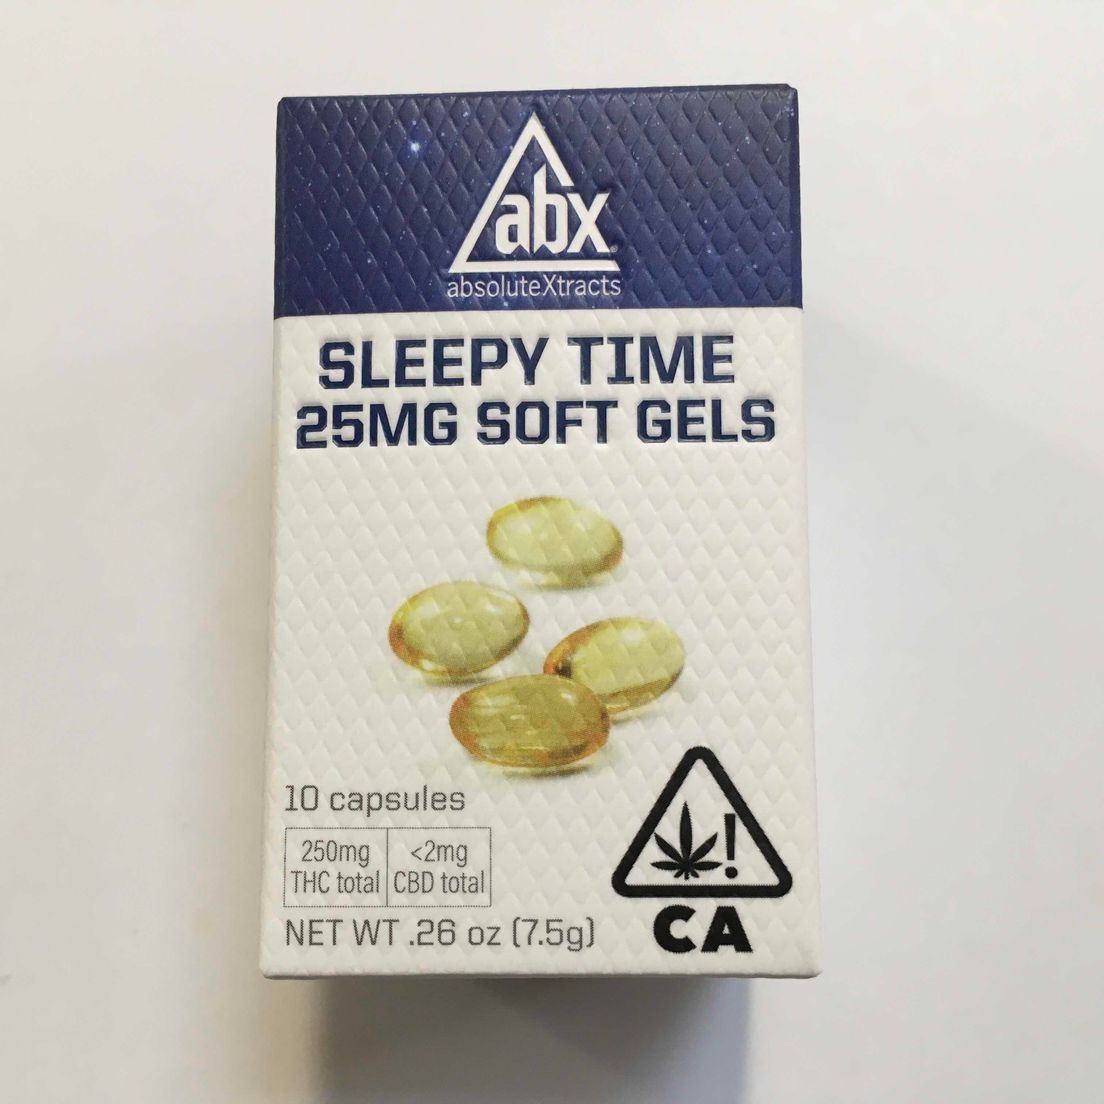 abx
absoluteXtracts
SLEEPY TIME
25MG SOFT GELS
10 capsules
250mg
THC total
<2mg
CBD total
NET WT .26 oz (7.5g)
!
CA